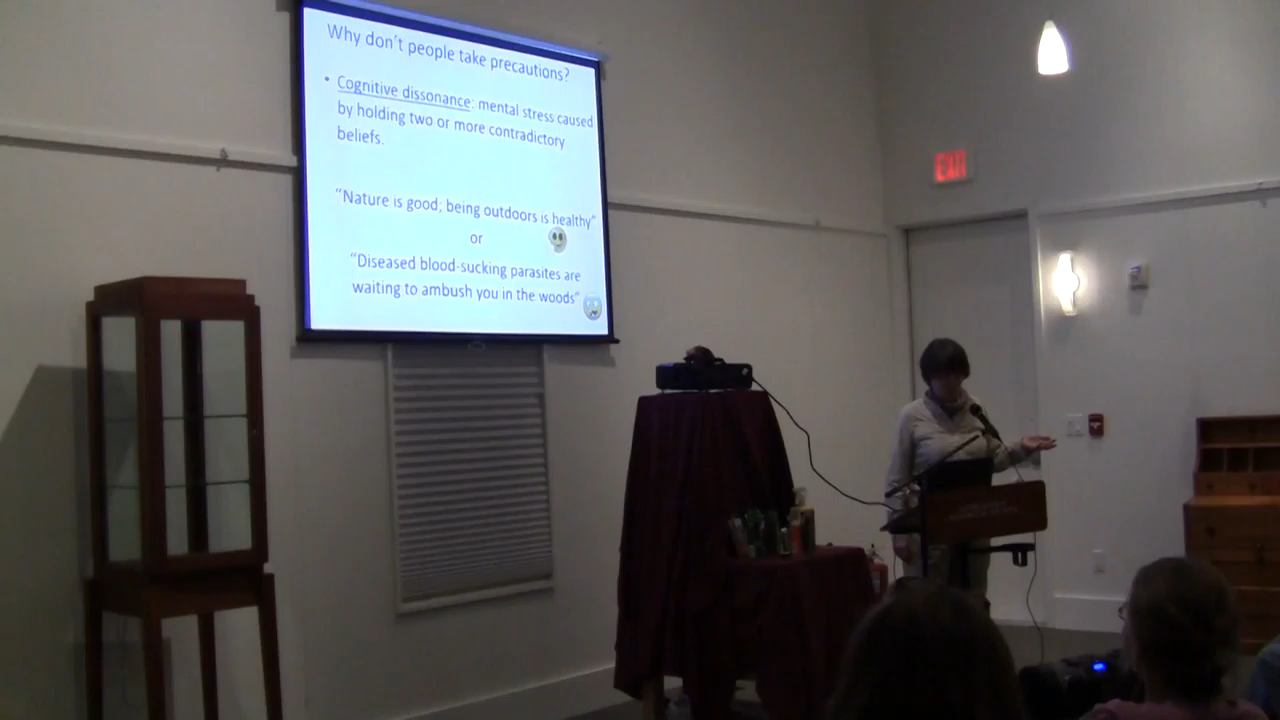 Why don't people take precautions?
• Cognitive dissonance: mental stress caused
by holding two or more contradictory
beliefs.
"Nature is good; being outdoors is healthy"
or
"Diseased blood-sucking parasites are
waiting to ambush you in the woods"
EXIT